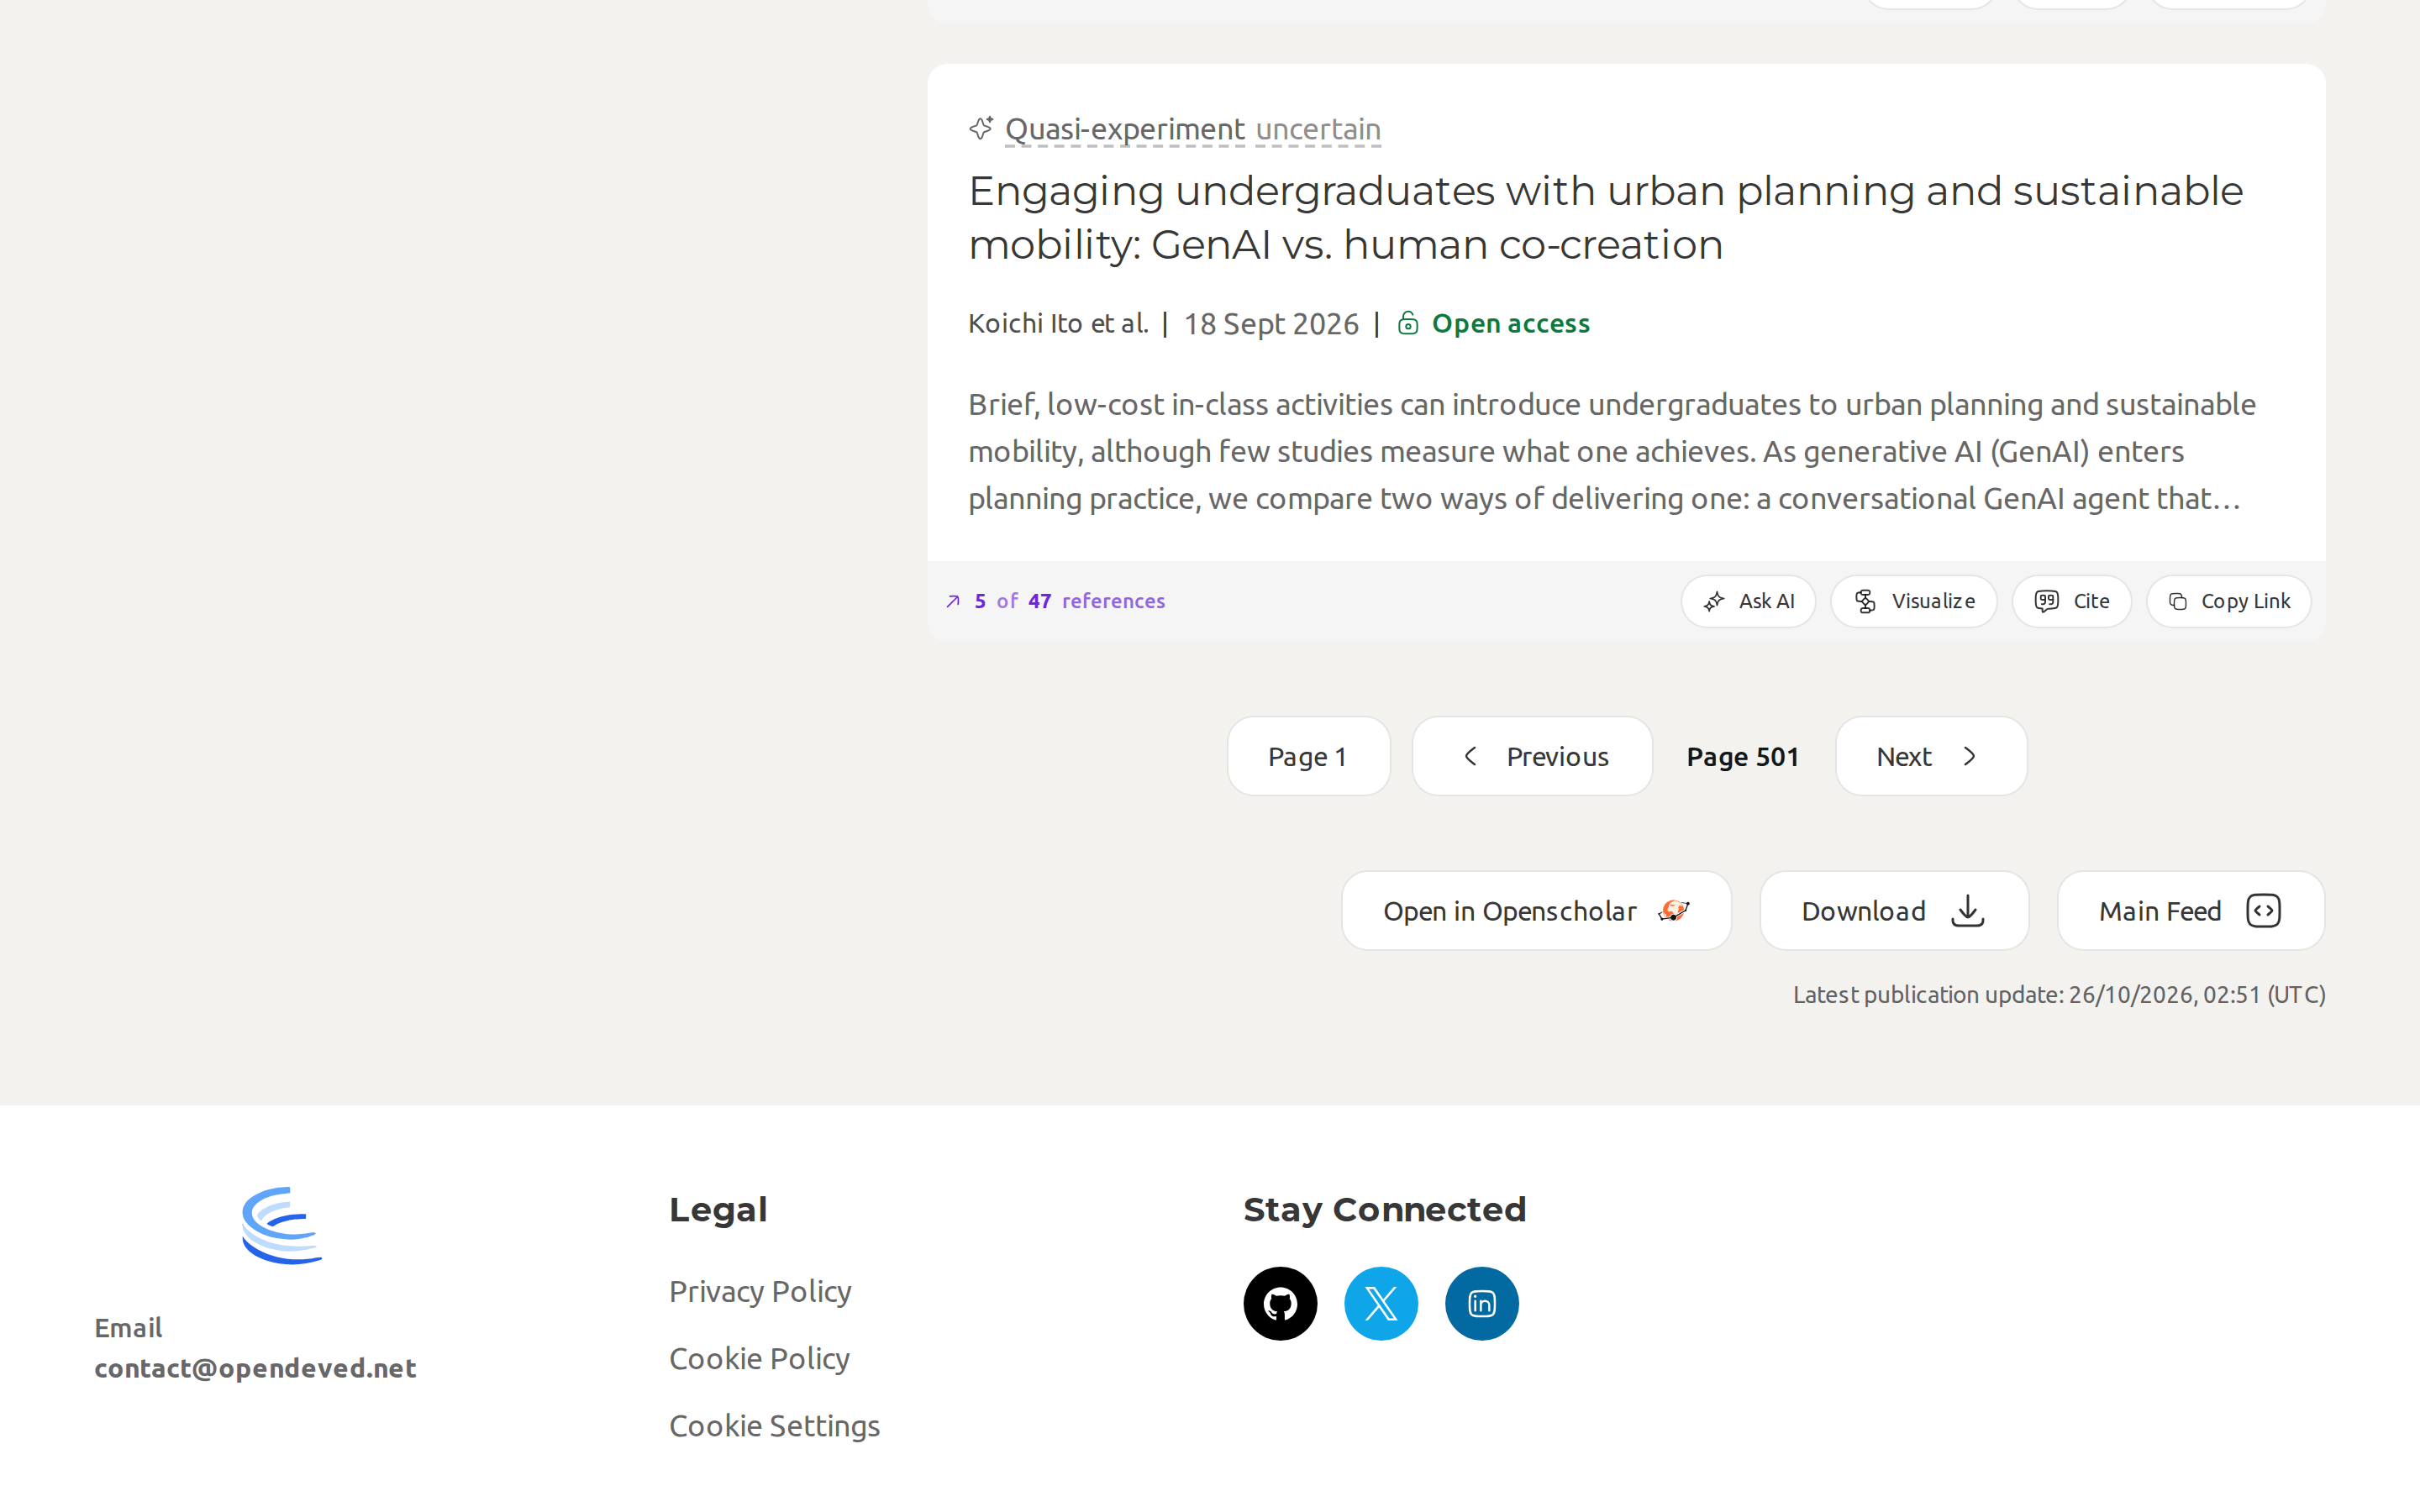 Quasi-experiment uncertain
Engaging undergraduates with urban planning and sustainable
mobility: GenAI vs. human co-creation
Koichi Ito et al. | 18 Sept 2026 | Open access
Brief, low-cost in-class activities can introduce undergraduates to urban planning and sustainable
mobility, although few studies measure what one achieves. As generative AI (GenAI) enters
planning practice, we compare two ways of delivering one: a conversational GenAI agent that…
5 of 47 references
Ask AI
Visualize
Cite
Copy Link
Page 1
Previous
Page 501
Next
Open in Openscholar
Download
Main Feed
Latest publication update: 26/10/2026, 02:51 (UTC)
Email
contact@opendeved.net
Legal
Privacy Policy
Cookie Policy
Cookie Settings
Stay Connected